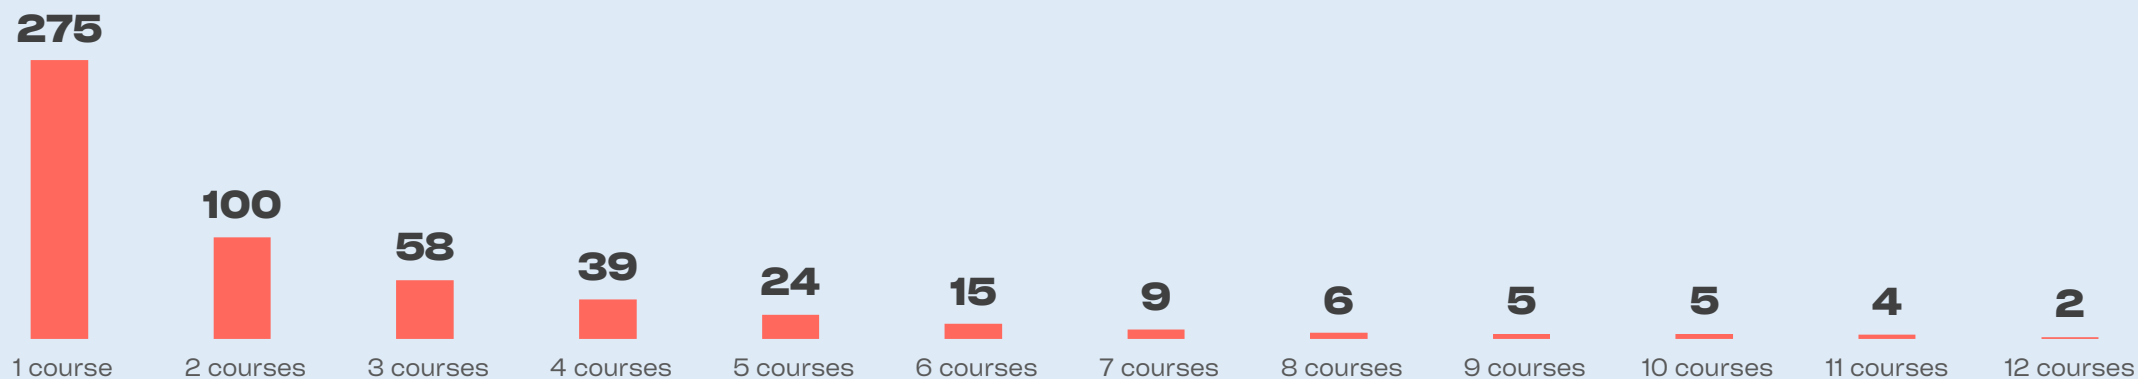 275
100
58
39
24
15
9
6
5
5
4
2
1 course
2 courses
3 courses
4 courses
5 courses
6 courses
7 courses
8 courses
9 courses
10 courses
11 courses
12 courses